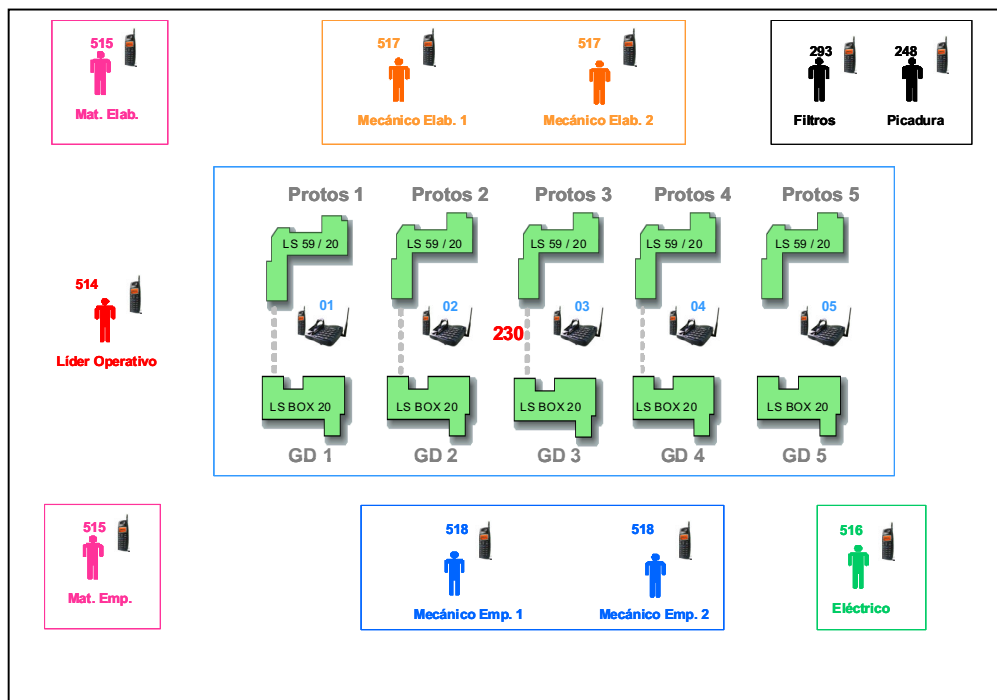 515
517
517
293
248
Mat. Elab.
Mecánico Elab. 1
Mecánico Elab. 2
Filtros
Picadura
Protos 1
Protos 2
Protos 3
Protos 4
Protos 5
LS 59 / 20
LS 59 / 20
LS 59 / 20
LS 59 / 20
LS 59 / 20
514
01
02
03
04
05
230
Líder Operativo
LS BOX 20
LS BOX 20
LS BOX 20
LS BOX 20
LS BOX 20
GD 1
GD 2
GD 3
GD 4
GD 5
515
518
518
516
Mat. Emp.
Mecánico Emp. 1
Mecánico Emp. 2
Eléctrico